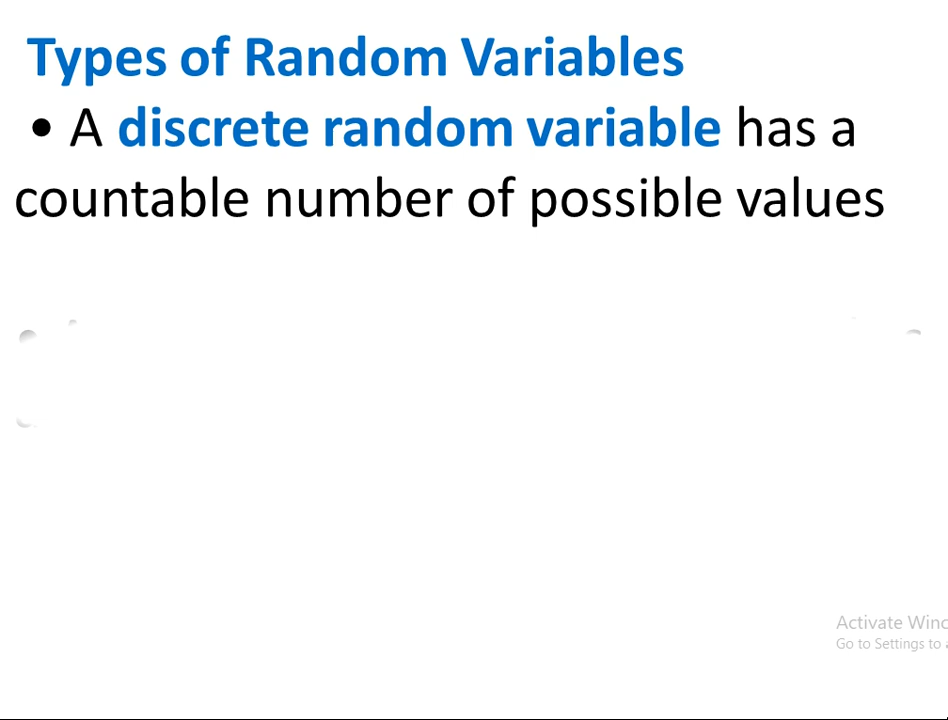 Types of Random Variables
• A discrete random variable has a
countable number of possible values
Activate Winc
Go to Settings to a